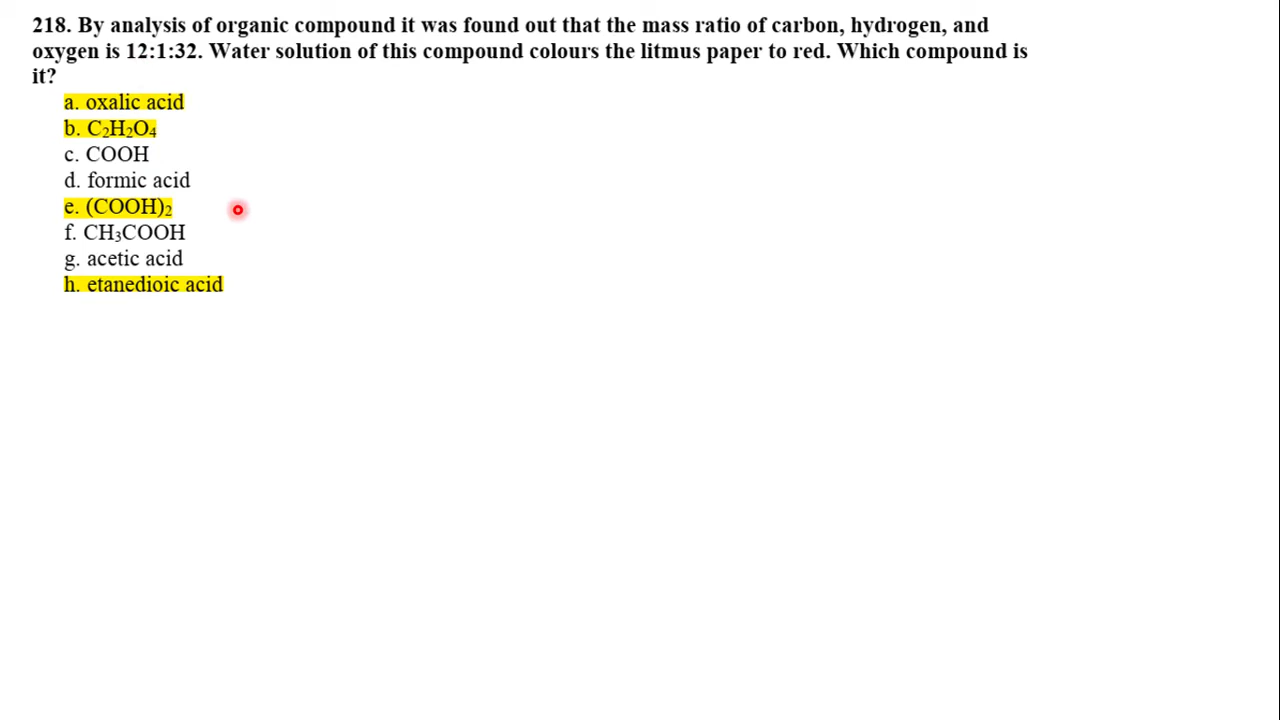 218. By analysis of organic compound it was found out that the mass ratio of carbon, hydrogen, and
oxygen is 12:1:32. Water solution of this compound colours the litmus paper to red. Which compound is
it?
a. oxalic acid
b. C₂H₂O₄
c. COOH
d. formic acid
e. (COOH)₂
f. CH₃COOH
g. acetic acid
h. etanedioic acid